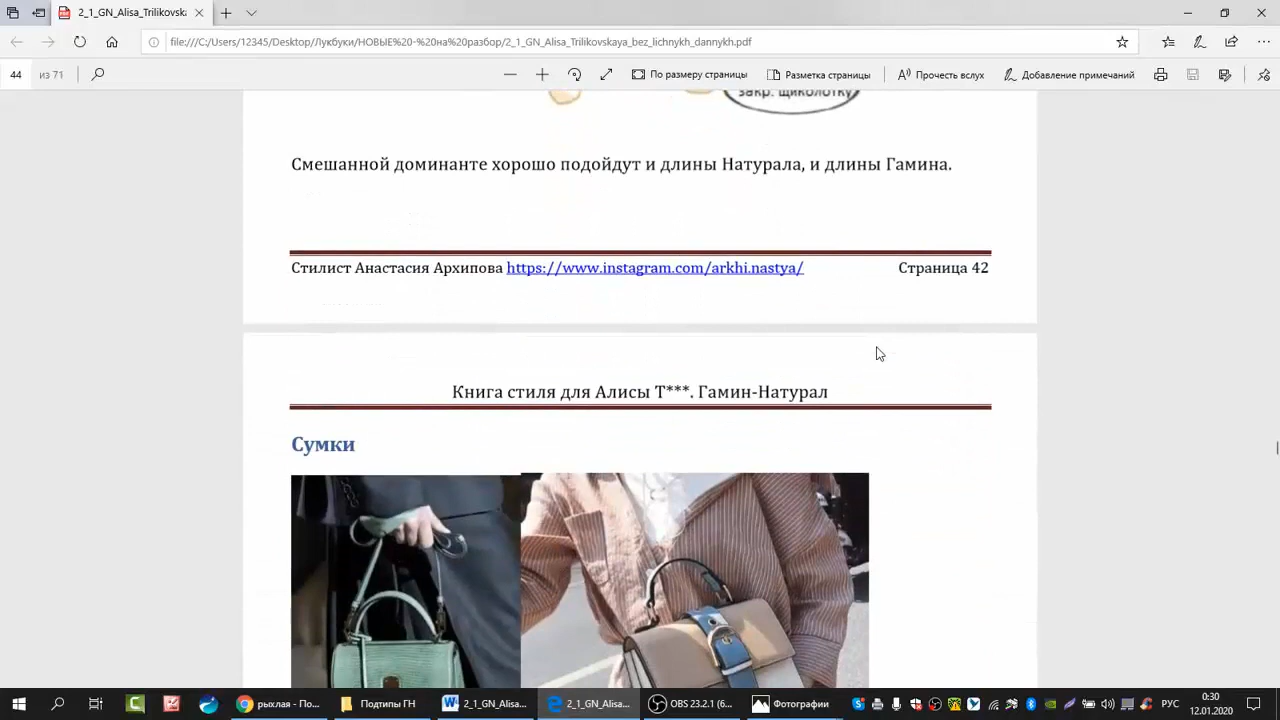 2_1_GN_Alisa_Trilikovska
file:///C:/Users/12345/Desktop/Лукбуки/НОВЫЕ%20-%20на%20разбор/2_1_GN_Alisa_Trilikovskaya_bez_lichnykh_dannykh.pdf
44 из 71 По размеру страницы Разметка страницы Прочесть вслух Добавление примечаний
закр. щиколотку
Смешанной доминанте хорошо подойдут и длины Натурала, и длины Гамина.
Стилист Анастасия Архипова https://www.instagram.com/arkhi.nastya/ Страница 42
Книга стиля для Алисы Т***. Гамин-Натурал
Сумки
рыхлая - По... Подтипы ГН 2_1_GN_Alisa... 2_1_GN_Alisa... OBS 23.2.1 (6... Фотографии РУС 0:30
12.01.2020